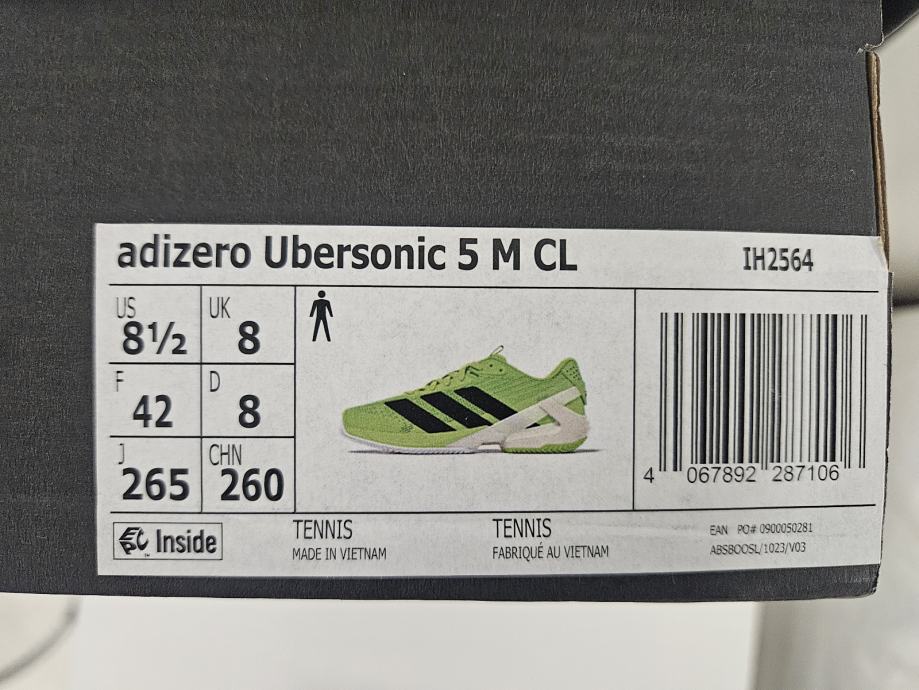 adizero Ubersonic 5 M CL IH2564
US UK
8½ 8
F D
42 8
J CHN
265 260
4 067892 287106
Inside
TENNIS
MADE IN VIETNAM
TENNIS
FABRIQUÉ AU VIETNAM
EAN PO# 0900050281
ABSBOOSL/1023/V03